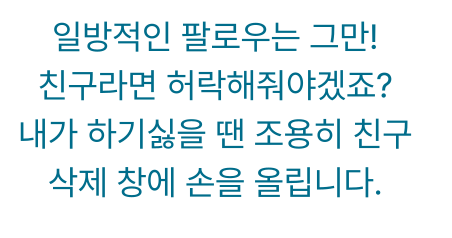 일방적인 팔로우는 그만!
친구라면 허락해줘야겠죠?
내가 하기싫을 땐 조용히 친구
삭제 창에 손을 올립니다.